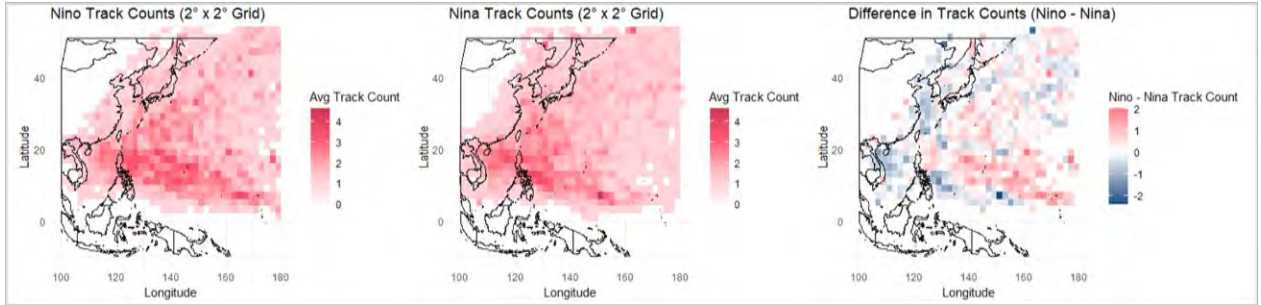 Nino Track Counts (2° x 2° Grid)
Latitude
40
20
0
100 120 140 160 180
Longitude
Avg Track Count
4
3
2
1
0
Nina Track Counts (2° x 2° Grid)
Latitude
40
20
0
100 120 140 160 180
Longitude
Avg Track Count
4
3
2
1
0
Difference in Track Counts (Nino - Nina)
Latitude
40
20
0
100 120 140 160 180
Longitude
Nino - Nina Track Count
2
1
0
-1
-2